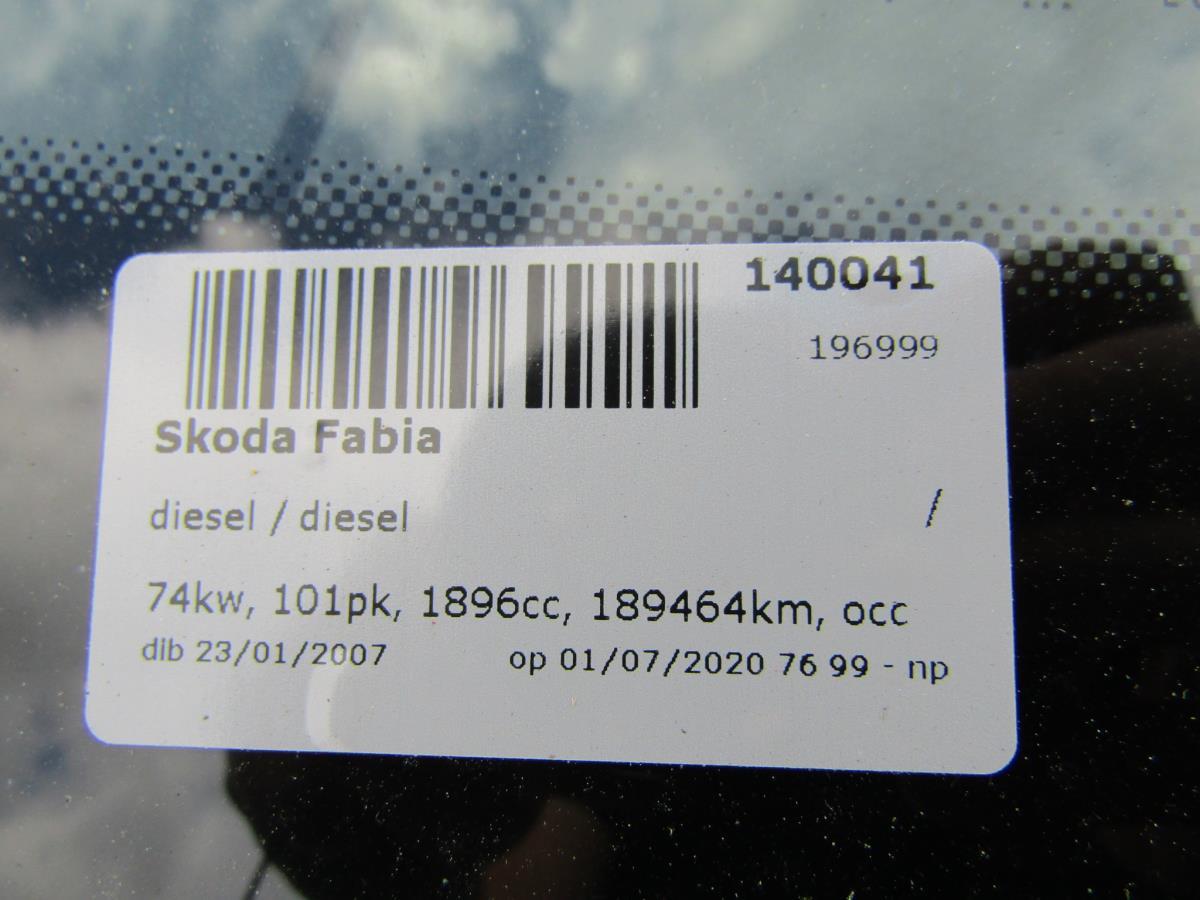 140041
196999
Skoda Fabia
diesel / diesel /
74kw, 101pk, 1896cc, 189464km, occ
dib 23/01/2007 op 01/07/2020 76 99 - np